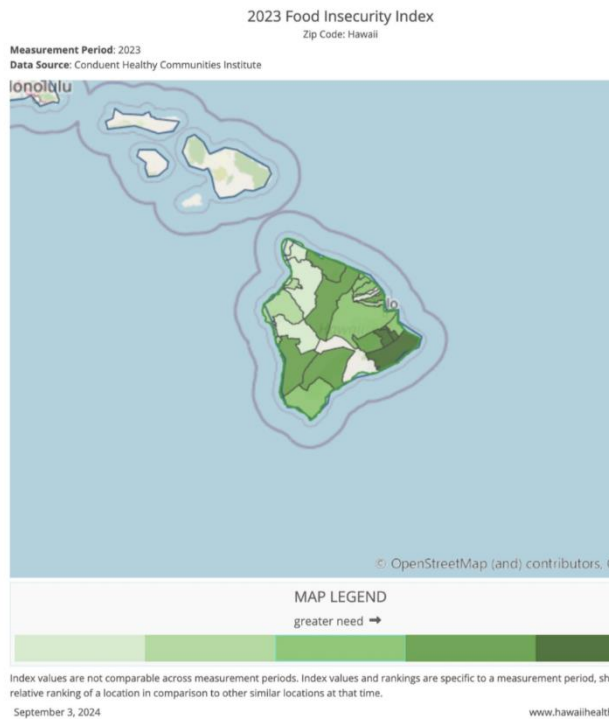 2023 Food Insecurity Index
Zip Code: Hawaii
Measurement Period: 2023
Data Source: Conduent Healthy Communities Institute
onolulu
lo
© OpenStreetMap (and) contributors,
MAP LEGEND
greater need →
Index values are not comparable across measurement periods. Index values and rankings are specific to a measurement period, sh
relative ranking of a location in comparison to other similar locations at that time.
September 3, 2024
www.hawaiihealth